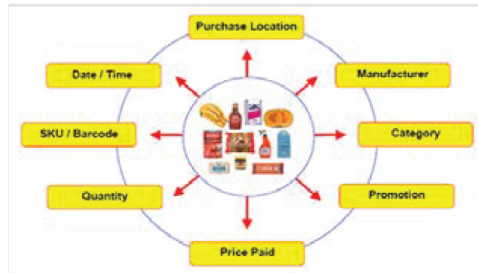 Purchase Location
Date / Time
Manufacturer
SKU / Barcode
Category
Quantity
Promotion
Price Paid